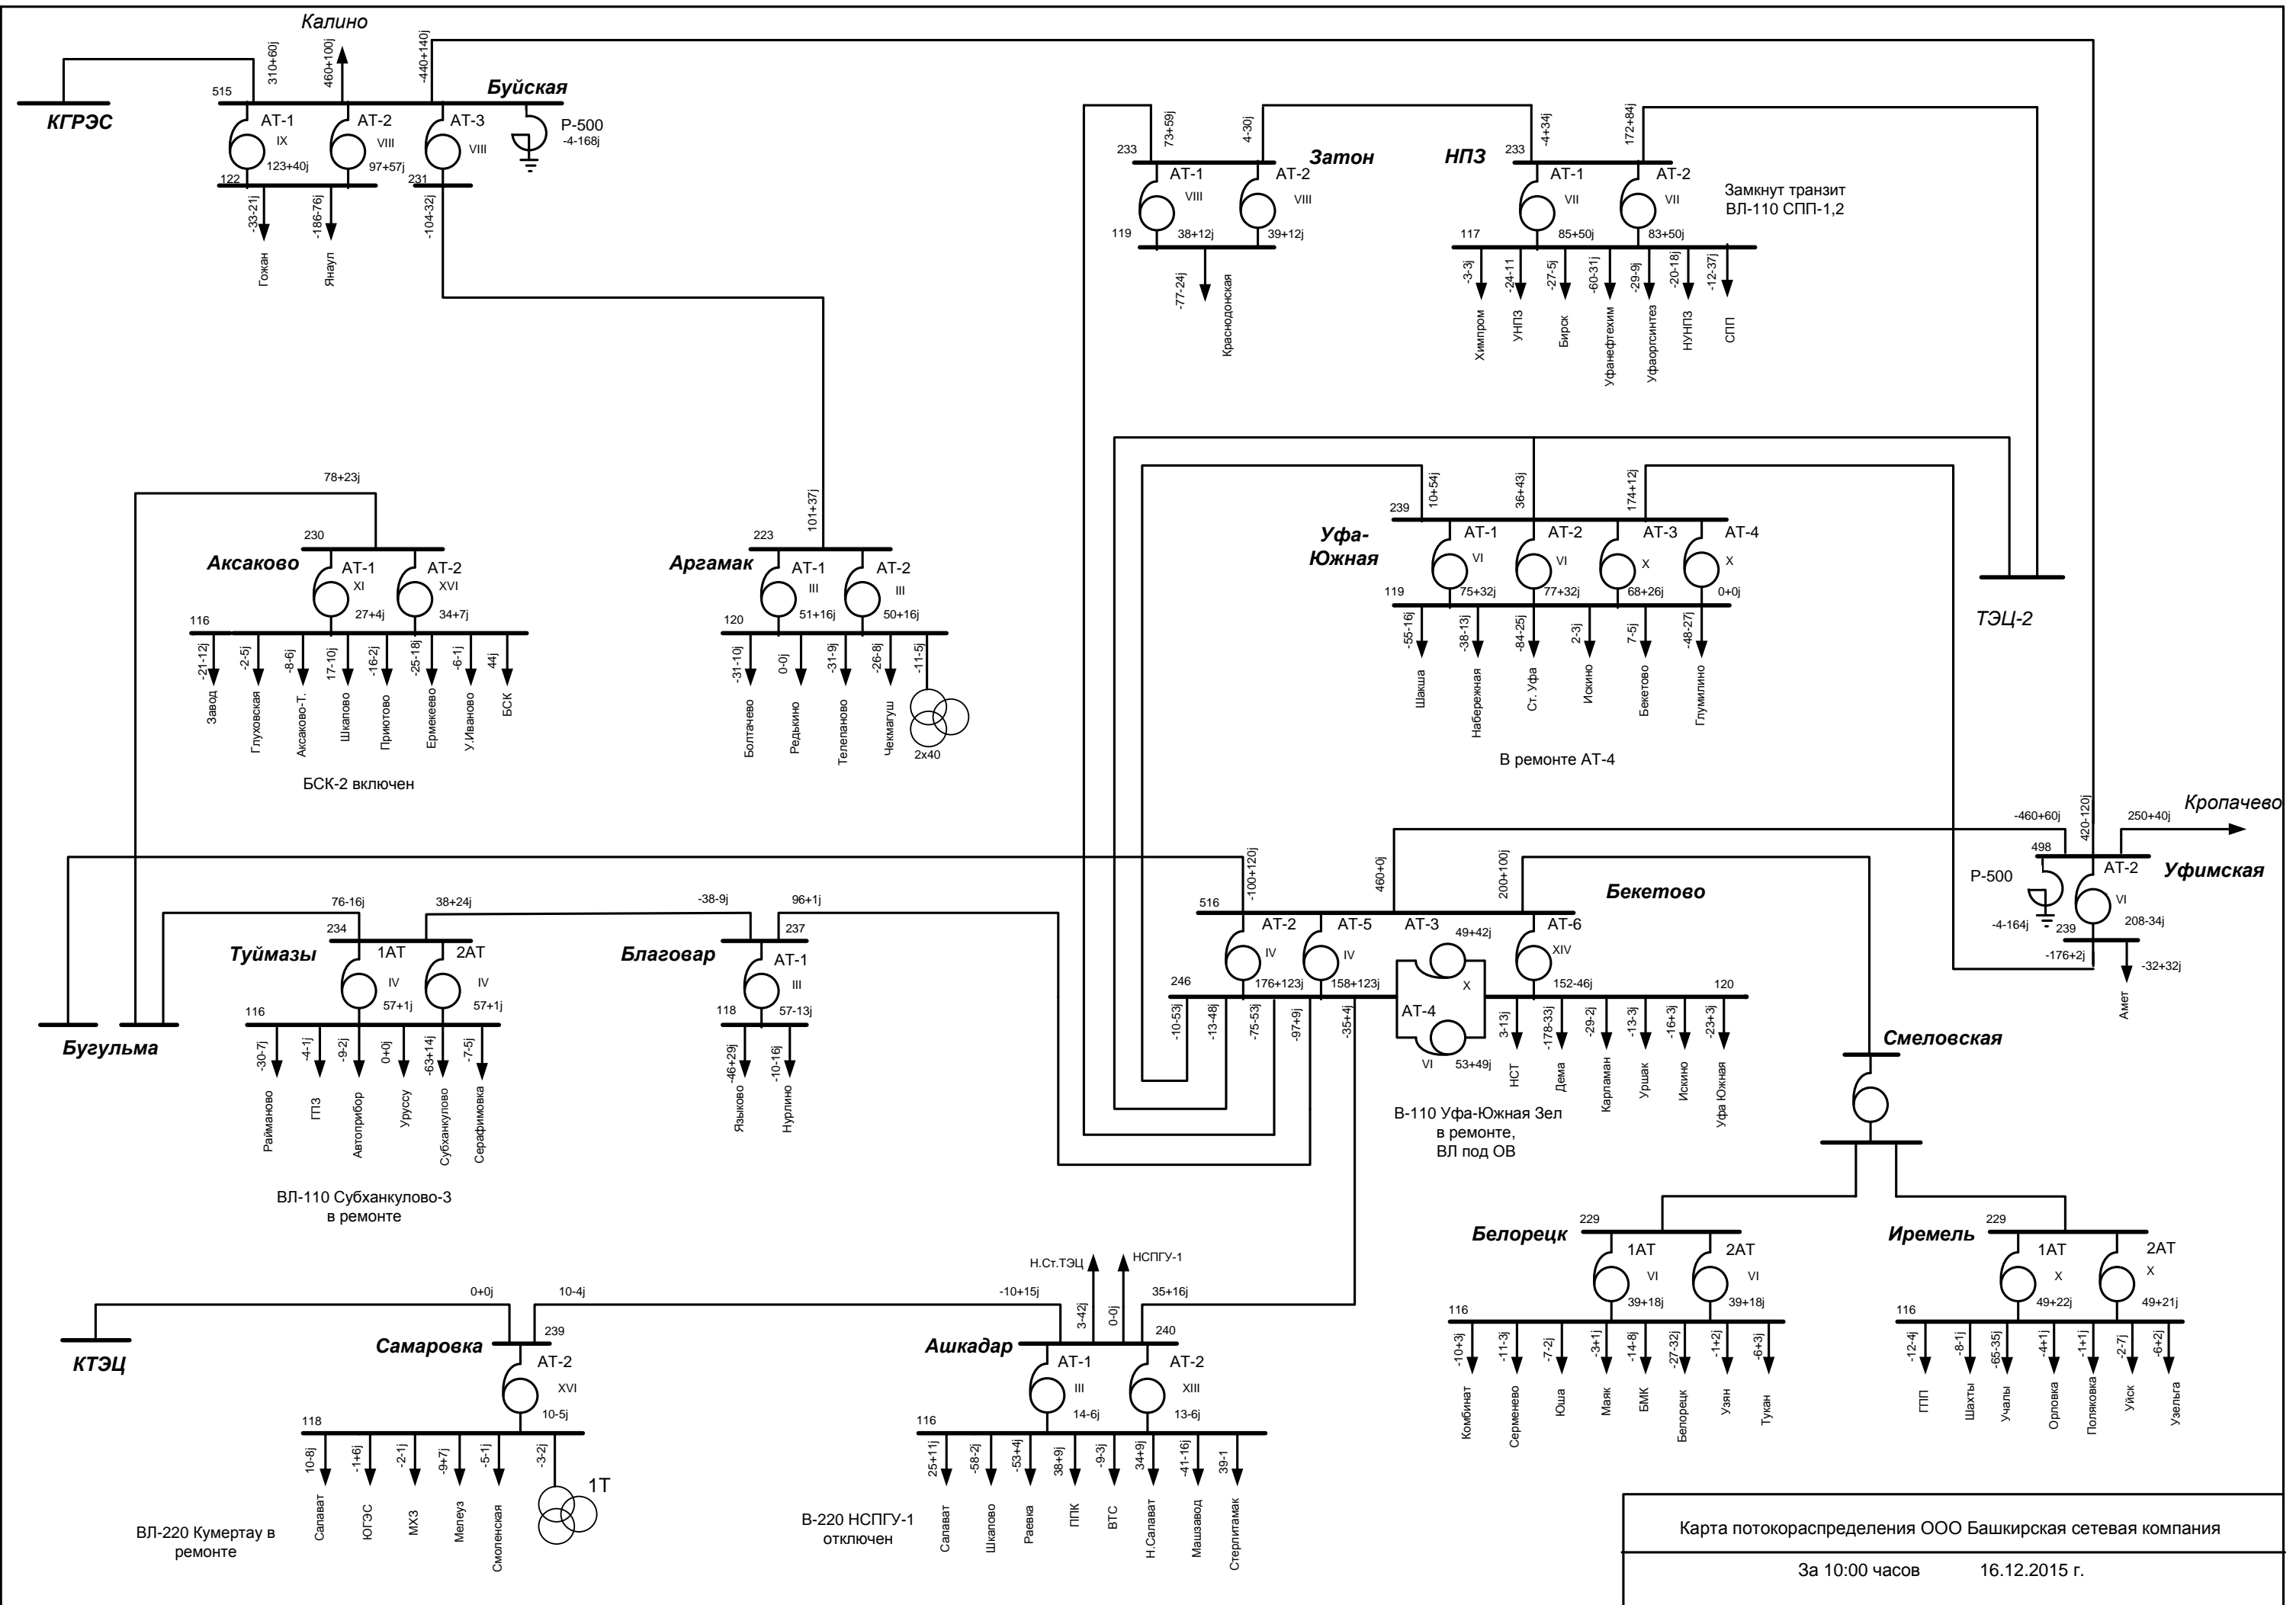 Калино
310+60j
460+100j
-440+140j
515
Буйская
КГРЭС
АТ-1
IX
123+40j
АТ-2
VIII
97+57j
АТ-3
VIII
Р-500
-4-168j
122
231
-33-21j
-186-76j
-104-32j
Гожан
Янаул
73+59j
4-30j
-4+34j
172+84j
233
Затон
НПЗ
233
АТ-1
VIII
АТ-2
VIII
АТ-1
VII
АТ-2
VII
Замкнут транзит
ВЛ-110 СПП-1,2
119
38+12j
39+12j
117
85+50j
83+50j
-77-24j
Краснодонская
-3-3j
-24-11
-27-5j
-60-31j
-29-9j
-20-18j
-12-37j
Химпром
УНПЗ
Бирск
Уфанефтехим
Уфаоргсинтез
НУНПЗ
СПП
78+23j
230
Аксаково
АТ-1
XI
27+4j
АТ-2
XVI
34+7j
116
-21-12j
-2-5j
-8-6j
17-10j
-16-2j
-25-18j
-6-1j
44j
Завод
Глуховская
Аксаково-Т.
Шкапово
Приютово
Ермекеево
У.Иваново
БСК
БСК-2 включен
101+37j
223
Аргамак
АТ-1
III
51+16j
АТ-2
III
50+16j
120
-31-10j
0-0j
-31-9j
-26-8j
-11-5j
Болтачево
Редькино
Телепаново
Чекмагуш
2х40
10+54j
36+43j
174+12j
239
Уфа-
Южная
АТ-1
VI
75+32j
АТ-2
VI
77+32j
АТ-3
X
68+26j
АТ-4
X
0+0j
119
-55-16j
-38-13j
-84-25j
2-3j
7-5j
-48-27j
Шакша
Набережная
Ст. Уфа
Искино
Бекетово
Глумилино
В ремонте АТ-4
ТЭЦ-2
-460+60j
420-120j
250+40j
Кропачево
498
АТ-2
Уфимская
Р-500
VI
-4-164j
208-34j
239
-176+2j
-32+32j
Амет
76-16j
38+24j
234
Туймазы
1АТ
IV
57+1j
2АТ
IV
57+1j
Бугульма
116
-30-7j
-4-1j
-9-2j
0+0j
-63+14j
-7-5j
Райманово
ГПЗ
Автоприбор
Уруссу
Субханкулово
Серафимовка
ВЛ-110 Субханкулово-3
в ремонте
-38-9j
96+1j
237
Благовар
АТ-1
III
57-13j
118
-46+29j
-10-16j
Языково
Нурлино
-100+120j
460+0j
200+100j
Бекетово
516
АТ-2
IV
176+123j
АТ-5
IV
158+123j
АТ-3
49+42j
X
АТ-4
VI
53+49j
АТ-6
XIV
152-46j
246
120
-10-53j
-13-48j
-75-53j
-97+9j
-35+4j
3-13j
-178-33j
-29-2j
-13-3j
-16+3j
-23+3j
НСТ
Дема
Карламан
Уршак
Искино
Уфа Южная
В-110 Уфа-Южная Зел
в ремонте,
ВЛ под ОВ
Смеловская
229
Белорецк
1АТ
VI
39+18j
2АТ
VI
39+18j
116
-10+3j
-11-3j
-7-2j
-3+1j
-14-8j
-27-32j
-1+2j
-6+3j
Комбинат
Серменево
Юша
Маяк
БМК
Белорецк
Узян
Тукан
229
Иремель
1АТ
X
49+22j
2АТ
X
49+21j
116
-12-4j
-8-1j
-65-35j
-4+1j
-1+1j
-2-7j
-6+2j
ГПП
Шахты
Учалы
Орловка
Поляковка
Уйск
Узельга
0+0j
10-4j
КТЭЦ
239
Самаровка
АТ-2
XVI
10-5j
118
10-8j
-1+6j
-2-1j
-9+7j
-5-1j
-3-2j
1Т
Салават
ЮГЭС
МХЗ
Мелеуз
Смоленская
ВЛ-220 Кумертау в
ремонте
Н.Ст.ТЭЦ
НСПГУ-1
-10+15j
3-42j
0-0j
35+16j
240
Ашкадар
АТ-1
III
14-6j
АТ-2
XIII
13-6j
116
25+11j
-58-2j
-53+4j
38+9j
-9-3j
34+9j
-41-16j
39-1
Салават
Шкапово
Раевка
ППК
ВТС
Н.Салават
Машзавод
Стерлитамак
В-220 НСПГУ-1
отключен
Карта потокораспределения ООО Башкирская сетевая компания
За 10:00 часов 16.12.2015 г.